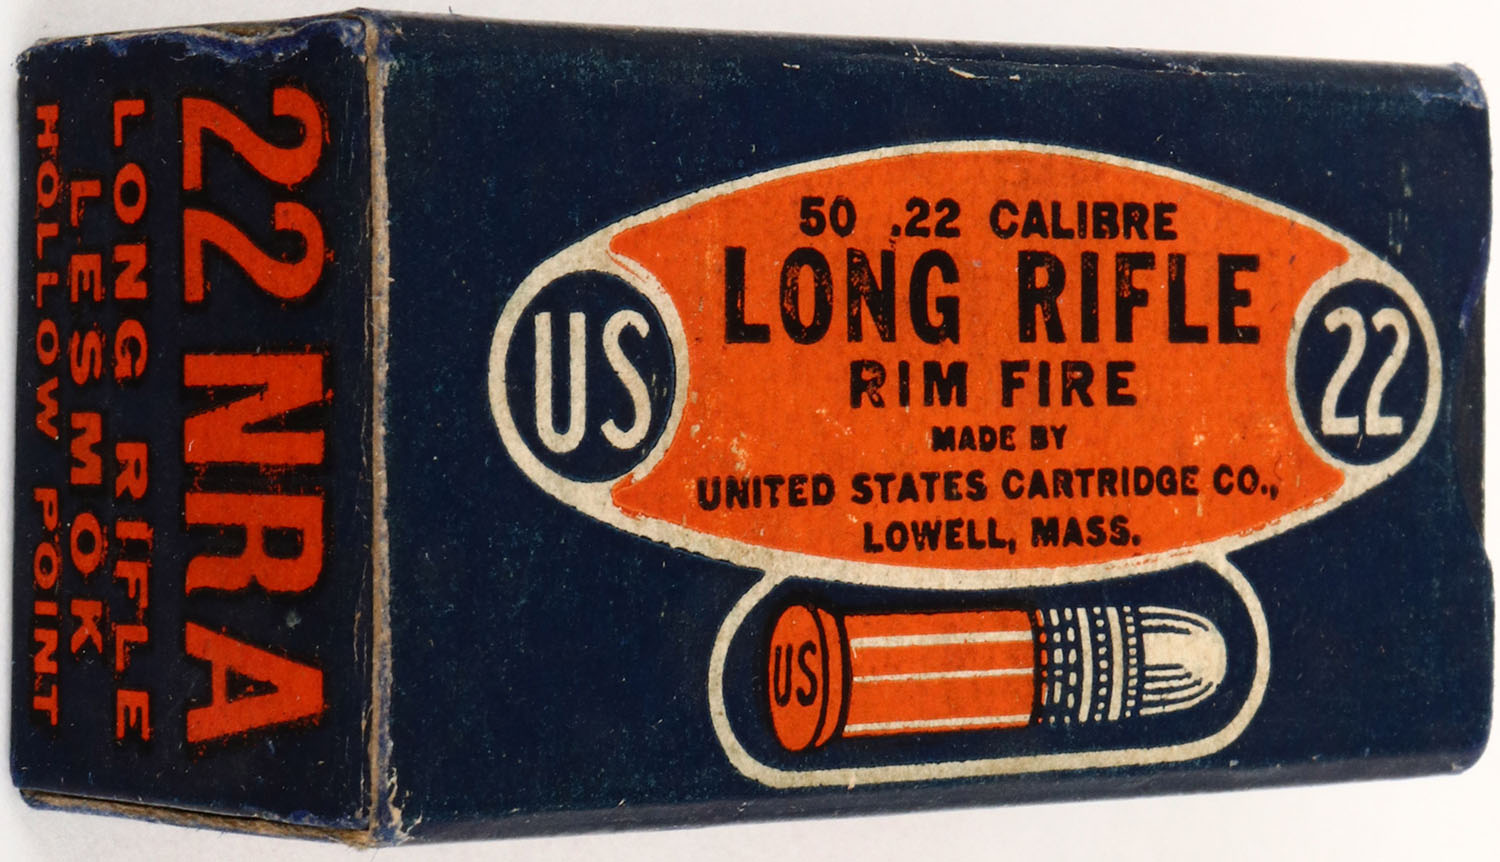 22 NRA
LONG RIFLE
LESMOK
HOLLOW POINT
50 .22 CALIBRE
LONG RIFLE
RIM FIRE
MADE BY
UNITED STATES CARTRIDGE CO.,
LOWELL, MASS.
US
22
US